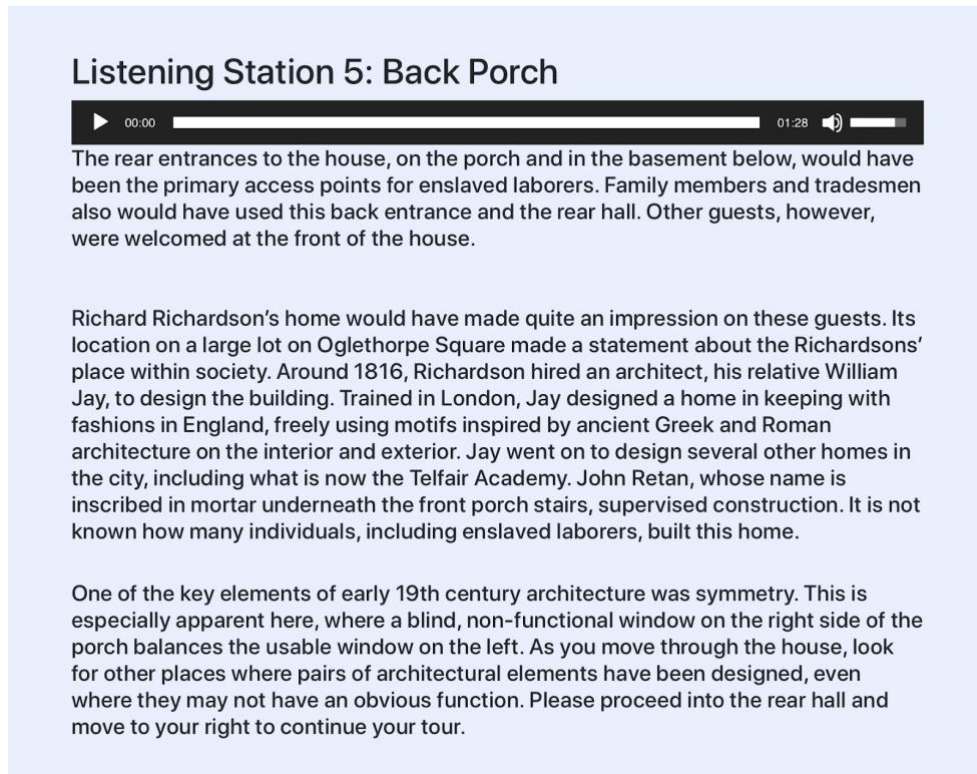 Listening Station 5: Back Porch
00:00 01:28
The rear entrances to the house, on the porch and in the basement below, would have
been the primary access points for enslaved laborers. Family members and tradesmen
also would have used this back entrance and the rear hall. Other guests, however,
were welcomed at the front of the house.
Richard Richardson’s home would have made quite an impression on these guests. Its
location on a large lot on Oglethorpe Square made a statement about the Richardsons’
place within society. Around 1816, Richardson hired an architect, his relative William
Jay, to design the building. Trained in London, Jay designed a home in keeping with
fashions in England, freely using motifs inspired by ancient Greek and Roman
architecture on the interior and exterior. Jay went on to design several other homes in
the city, including what is now the Telfair Academy. John Retan, whose name is
inscribed in mortar underneath the front porch stairs, supervised construction. It is not
known how many individuals, including enslaved laborers, built this home.
One of the key elements of early 19th century architecture was symmetry. This is
especially apparent here, where a blind, non-functional window on the right side of the
porch balances the usable window on the left. As you move through the house, look
for other places where pairs of architectural elements have been designed, even
where they may not have an obvious function. Please proceed into the rear hall and
move to your right to continue your tour.